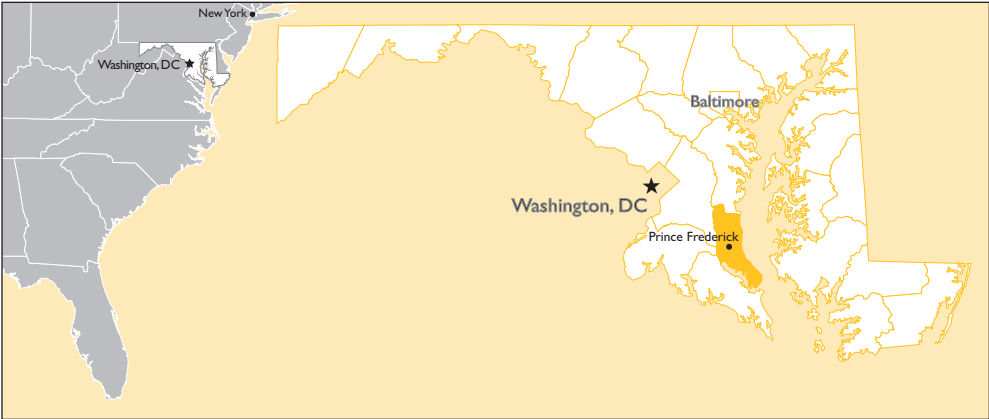 New York
Washington, DC
Baltimore
Washington, DC
Prince Frederick